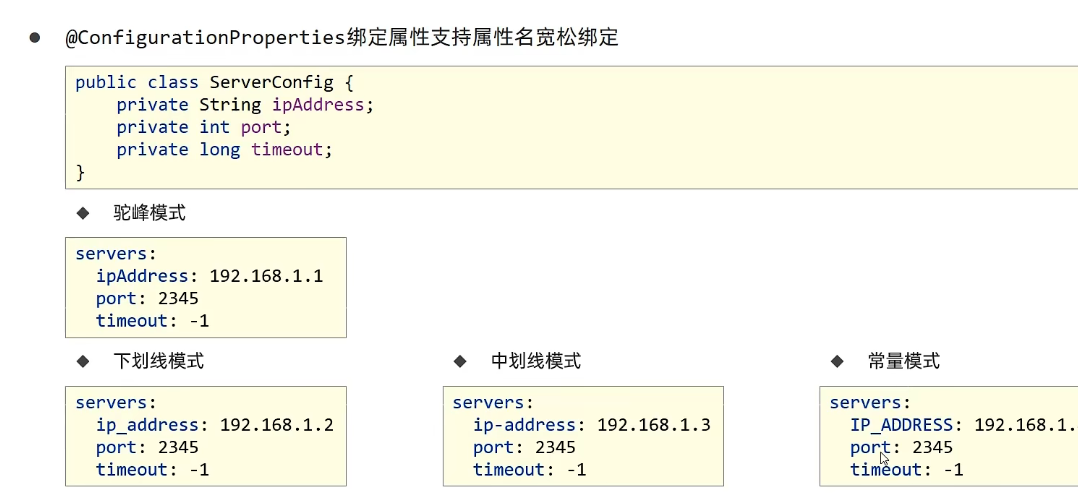 ● @ConfigurationProperties绑定属性支持属性名宽松绑定
public class ServerConfig {
    private String ipAddress;
    private int port;
    private long timeout;
}
◆ 驼峰模式
servers:
  ipAddress: 192.168.1.1
  port: 2345
  timeout: -1
◆ 下划线模式
servers:
  ip_address: 192.168.1.2
  port: 2345
  timeout: -1
◆ 中划线模式
servers:
  ip-address: 192.168.1.3
  port: 2345
  timeout: -1
◆ 常量模式
servers:
  IP_ADDRESS: 192.168.1.
  port: 2345
  timeout: -1